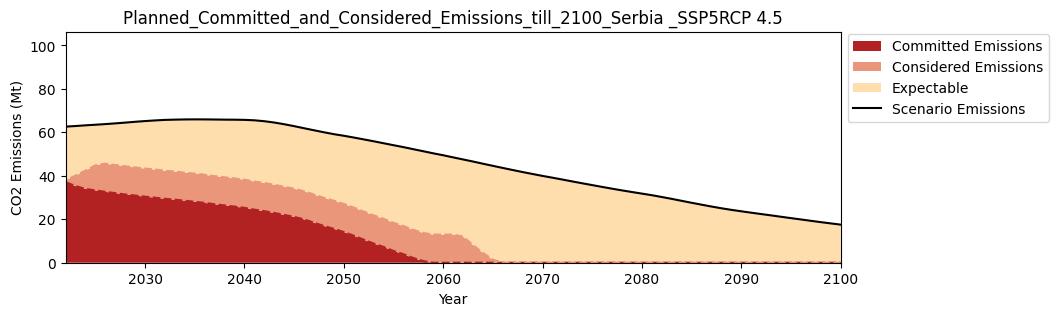 Planned_Committed_and_Considered_Emissions_till_2100_Serbia _SSP5RCP 4.5
100
80
60
40
20
0
CO2 Emissions (Mt)
2030 2040 2050 2060 2070 2080 2090 2100
Year
Committed Emissions
Considered Emissions
Expectable
Scenario Emissions